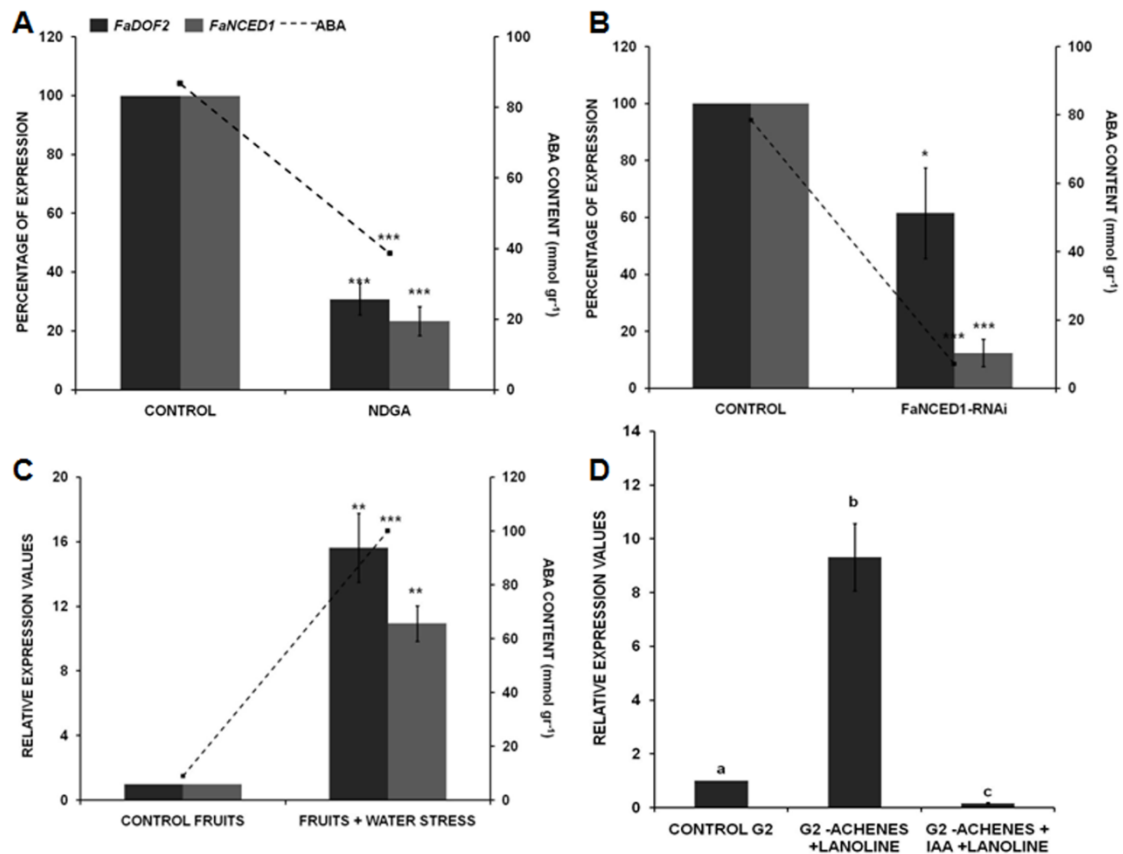 A
FaDOF2 FaNCED1 ABA
PERCENTAGE OF EXPRESSION
120
100
80
60
40
20
0
100
80
60
40
20
0
ABA CONTENT (mmol gr-1)
***
***
***
CONTROL NDGA
B
PERCENTAGE OF EXPRESSION
120
100
80
60
40
20
0
100
80
60
40
20
0
ABA CONTENT (mmol gr-1)
*
***
***
CONTROL FaNCED1-RNAi
C
RELATIVE EXPRESSION VALUES
20
16
12
8
4
0
120
100
80
60
40
20
0
ABA CONTENT (mmol gr-1)
**
***
**
CONTROL FRUITS FRUITS + WATER STRESS
D
RELATIVE EXPRESSION VALUES
14
12
10
8
6
4
2
0
a
b
c
CONTROL G2
G2 -ACHENES
+LANOLINE
G2 -ACHENES +
IAA +LANOLINE